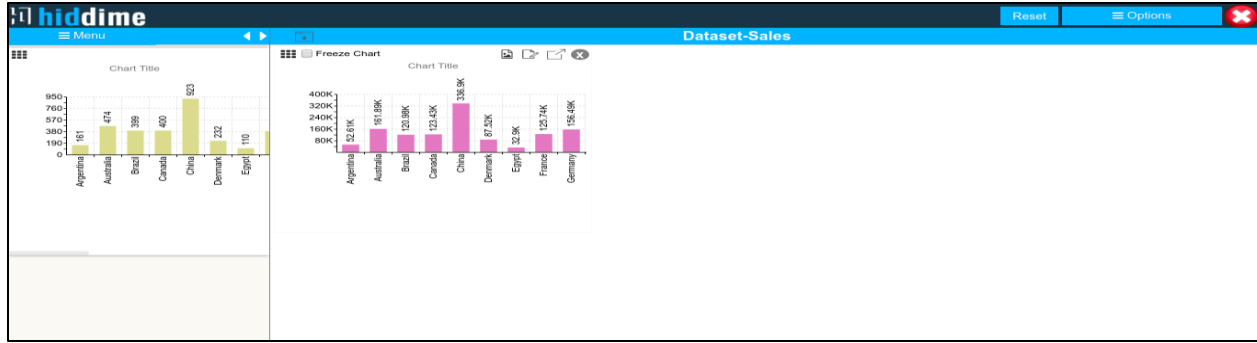 hiddime
Reset
Options
Menu
Dataset-Sales
Chart Title
950
760
570
380
190
0
161
474
399
400
923
232
110
Argentina
Australia
Brazil
Canada
China
Denmark
Egypt
Freeze Chart
Chart Title
400K
320K
240K
160K
80K
52.61K
161.89K
120.98K
123.43K
336.9K
87.52K
32.9K
125.74K
156.49K
Argentina
Australia
Brazil
Canada
China
Denmark
Egypt
France
Germany